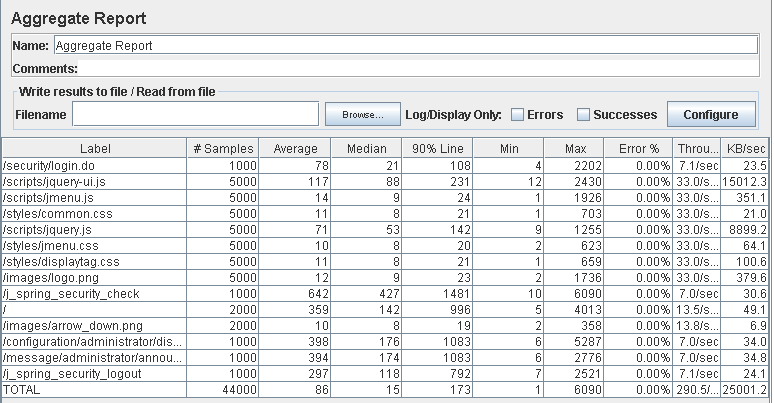 Aggregate Report
Name: Aggregate Report
Comments:
Write results to file / Read from file
Filename Browse... Log/Display Only: Errors Successes Configure
Label # Samples Average Median 90% Line Min Max Error % Throu... KB/sec
/security/login.do 1000 78 21 108 4 2202 0.00% 7.1/sec 23.5
/scripts/jquery-ui.js 5000 117 88 231 12 2430 0.00% 33.0/s... 15012.3
/scripts/jmenu.js 5000 14 9 24 1 1926 0.00% 33.0/s... 351.1
/styles/common.css 5000 11 8 21 1 703 0.00% 33.0/s... 21.0
/scripts/jquery.js 5000 71 53 142 9 1255 0.00% 33.0/s... 8899.2
/styles/jmenu.css 5000 10 8 20 2 623 0.00% 33.0/s... 64.1
/styles/displaytag.css 5000 11 8 21 1 659 0.00% 33.0/s... 100.6
/images/logo.png 5000 12 9 23 2 1736 0.00% 33.0/s... 379.6
/j_spring_security_check 1000 642 427 1481 10 6090 0.00% 7.0/sec 30.6
/ 2000 359 142 996 5 4013 0.00% 13.5/s... 49.1
/images/arrow_down.png 2000 10 8 19 2 358 0.00% 13.8/s... 6.9
/configuration/administrator/dis... 1000 398 176 1083 6 5287 0.00% 7.0/sec 34.0
/message/administrator/annou... 1000 394 174 1083 6 2776 0.00% 7.0/sec 34.8
/j_spring_security_logout 1000 297 118 792 7 2521 0.00% 7.1/sec 24.1
TOTAL 44000 86 15 173 1 6090 0.00% 290.5/... 25001.2